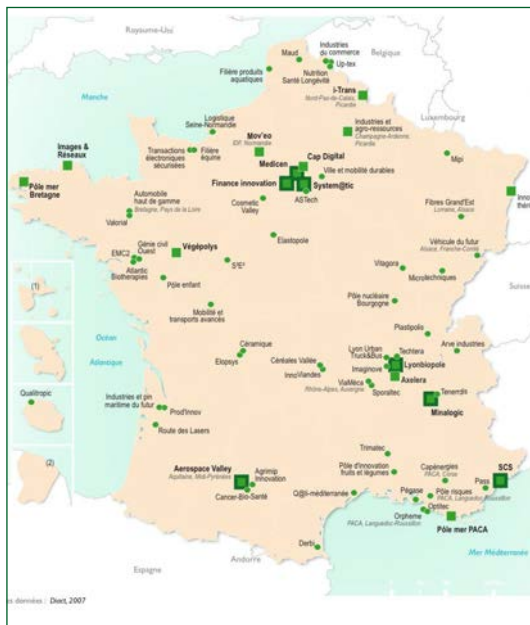 Royaume-Uni
Belgique
Manche
Luxembourg
Suisse
Océan
Atlantique
Espagne
Andorre
Mer Méditerranée
Maud
Industries
du commerce
Up-tex
Filière produits
aquatiques
Nutrition
Santé Longévité
i-Trans
Nord-Pas-de-Calais,
Picardie
Logistique
Seine-Normandie
Industries et
agro-ressources
Champagne-Ardenne,
Picardie
Mov'eo
IDF, Normandie
Images &
Réseaux
Transactions
électroniques
sécurisées
Filière
équine
Medicen
Cap Digital
Ville et mobilité durables
Mipi
Pôle mer
Bretagne
Finance innovation
System@tic
ASTech
Automobile
haut de gamme
Bretagne, Pays de la Loire
Cosmetic
Valley
Fibres Grand'Est
Lorraine, Alsace
Valorial
Elastopole
Véhicule du futur
Alsace, Franche-Comté
EMC2
Génie civil
Ouest
Végépolys
S²E²
Vitagora
Microtechniques
Atlantic
Biotherapies
Pôle enfant
(1)
Mobilité et
transports avancés
Pôle nucléaire
Bourgogne
Plastipolis
Céramique
Elopsys
Lyon Urban
Truck&Bus
Techtera
Arve industries
Imaginove
Lyonbiopole
Céréales Vallée
InnoViandes
ViaMéca
Rhône-Alpes, Auvergne
Axelera
Sporaltec
Tenerrdis
Minalogic
Qualitropic
Industries et pin
maritime du futur
Prod'Innov
Route des Lasers
(2)
Trimatec
Aerospace Valley
Aquitaine, Midi-Pyrénées
Agrimip
Innovation
Pôle d'innovation
fruits et légumes
Capénergies
PACA, Corse
SCS
Pass
Cancer-Bio-Santé
Q@li-méditerranée
Pégase
Pôle risques
PACA, Languedoc-Roussillon
Orpheme
PACA, Languedoc-Roussillon
Optitec
Pôle mer PACA
Derbi
es données : Diact, 2007